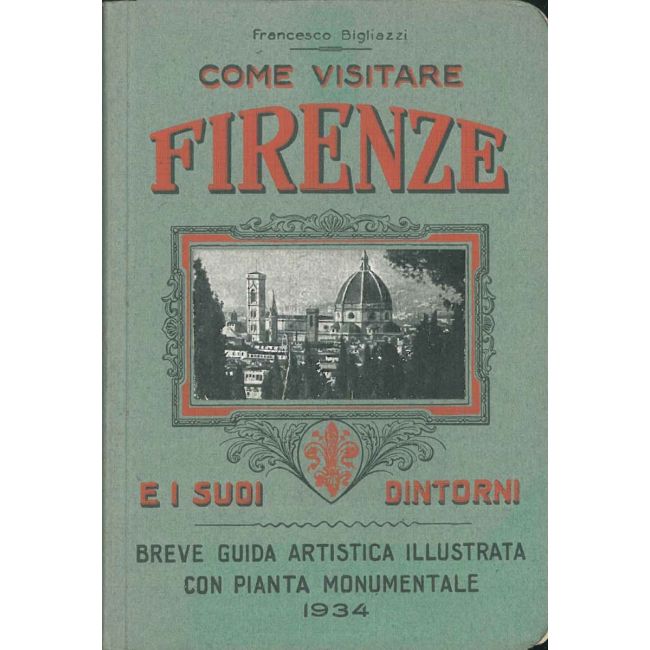 Francesco Bigliazzi
COME VISITARE
FIRENZE
E I SUOI DINTORNI
BREVE GUIDA ARTISTICA ILLUSTRATA
CON PIANTA MONUMENTALE
1934